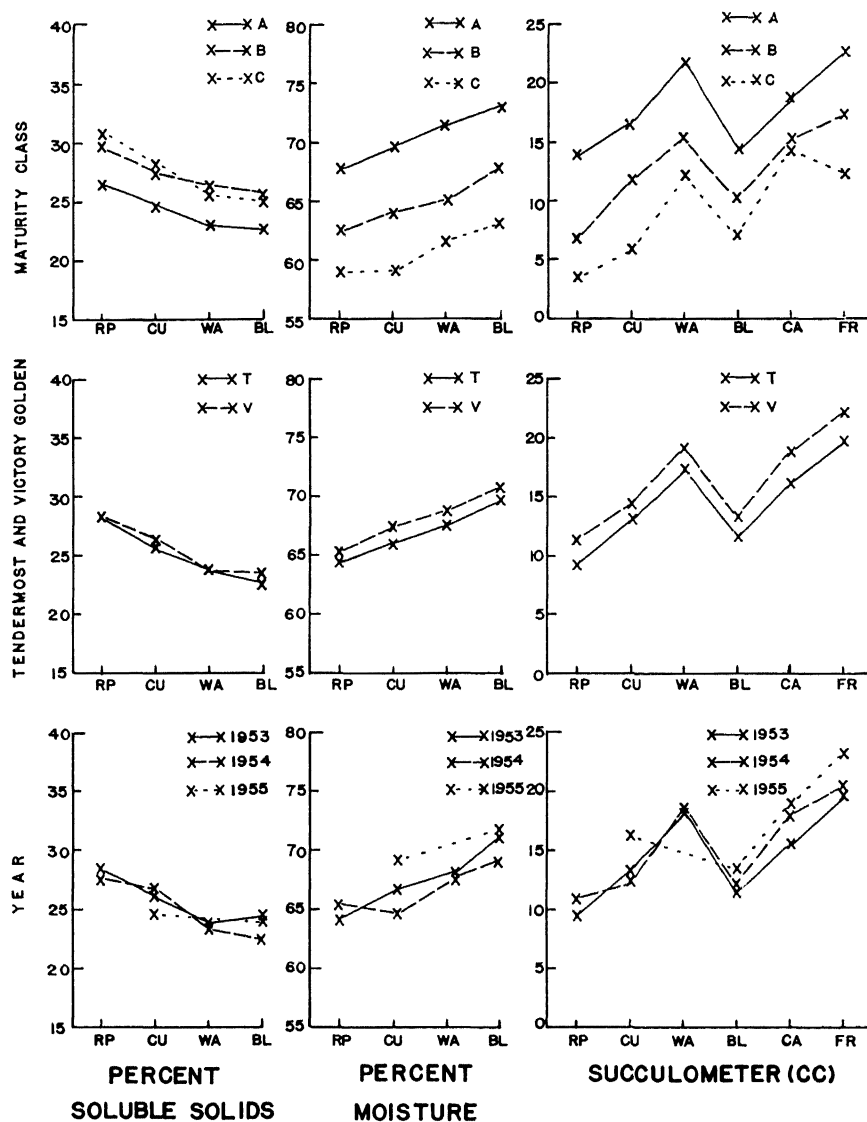 MATURITY CLASS
40
35
30
25
20
15
A
B
C
RP CU WA BL
80
75
70
65
60
55
A
B
C
RP CU WA BL
25
20
15
10
5
0
A
B
C
RP CU WA BL CA FR
TENDERMOST AND VICTORY GOLDEN
40
35
30
25
20
15
T
V
RP CU WA BL
80
75
70
65
60
55
T
V
RP CU WA BL
25
20
15
10
5
0
T
V
RP CU WA BL CA FR
YEAR
40
35
30
25
20
15
1953
1954
1955
RP CU WA BL
80
75
70
65
60
55
1953
1954
1955
RP CU WA BL
25
20
15
10
5
0
1953
1954
1955
RP CU WA BL CA FR
PERCENT
SOLUBLE SOLIDS
PERCENT
MOISTURE
SUCCULOMETER (CC)